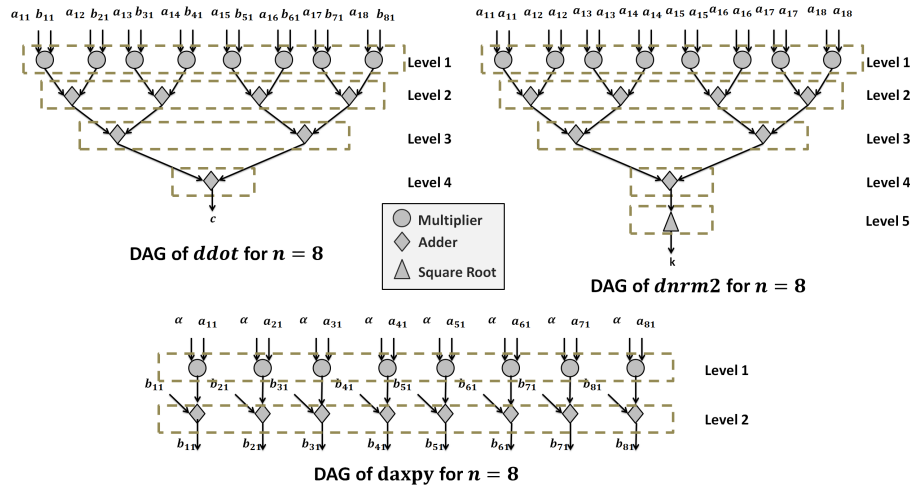 a₁₁ b₁₁ a₁₂ b₂₁ a₁₃ b₃₁ a₁₄ b₄₁ a₁₅ b₅₁ a₁₆ b₆₁ a₁₇ b₇₁ a₁₈ b₈₁
Level 1
Level 2
Level 3
Level 4
c
DAG of ddot for n = 8
a₁₁ a₁₁ a₁₂ a₁₂ a₁₃ a₁₃ a₁₄ a₁₄ a₁₅ a₁₅ a₁₆ a₁₆ a₁₇ a₁₇ a₁₈ a₁₈
Level 1
Level 2
Level 3
Level 4
Level 5
k
DAG of dnrm2 for n = 8
Multiplier
Adder
Square Root
α a₁₁ α a₂₁ α a₃₁ α a₄₁ α a₅₁ α a₆₁ α a₇₁ α a₈₁
Level 1
b₁₁ b₂₁ b₃₁ b₄₁ b₅₁ b₆₁ b₇₁ b₈₁
Level 2
b₁₁ b₂₁ b₃₁ b₄₁ b₅₁ b₆₁ b₇₁ b₈₁
DAG of daxpy for n = 8